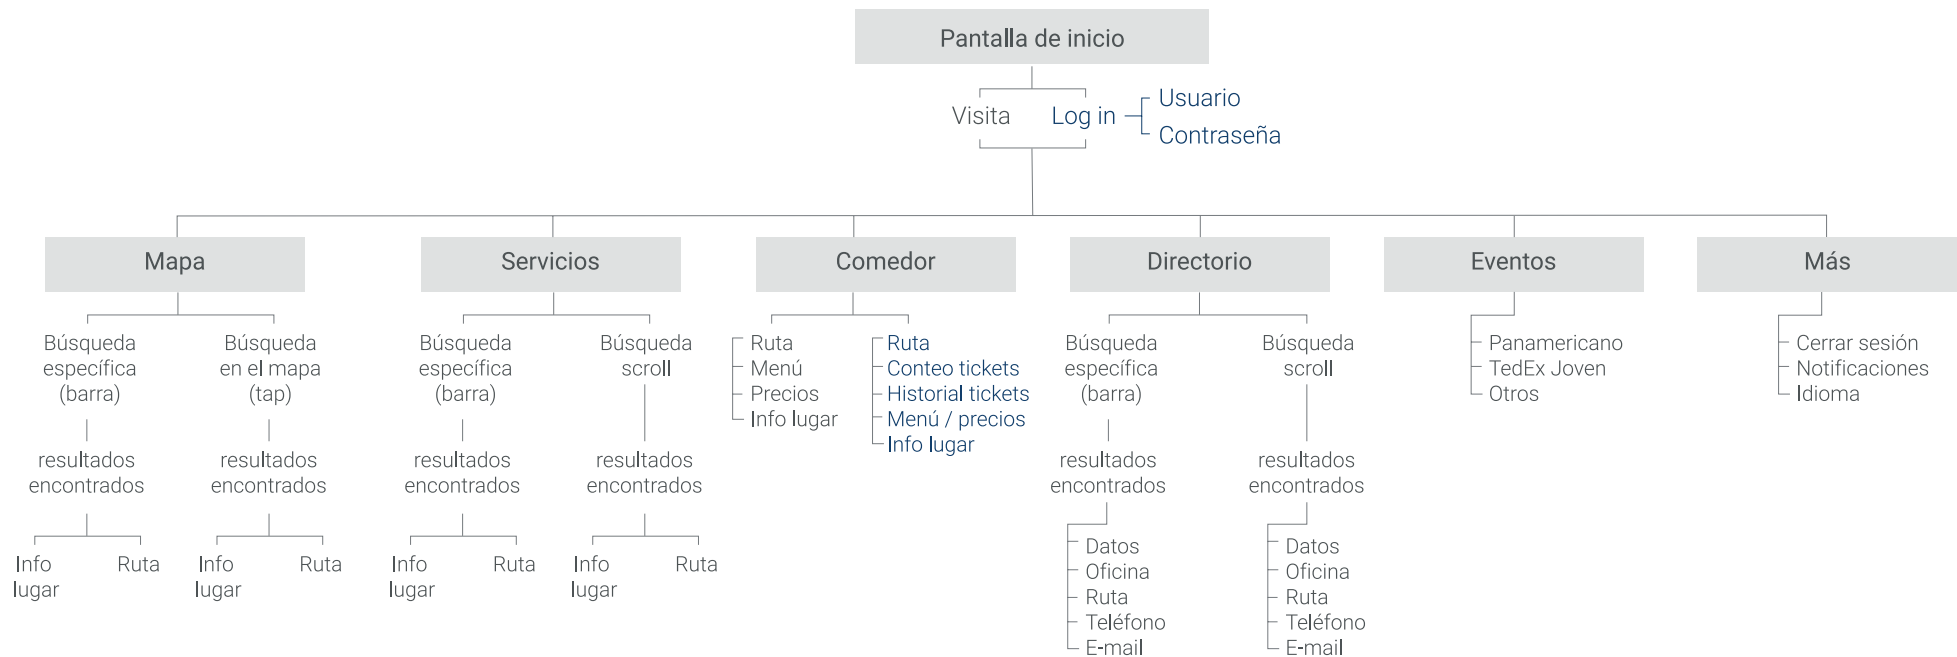 Pantalla de inicio
Visita
Log in
Usuario
Contraseña
Mapa
Servicios
Comedor
Directorio
Eventos
Más
Búsqueda
específica
(barra)
resultados
encontrados
Info
lugar
Ruta
Búsqueda
en el mapa
(tap)
resultados
encontrados
Info
lugar
Ruta
Búsqueda
específica
(barra)
resultados
encontrados
Info
lugar
Ruta
Búsqueda
scroll
resultados
encontrados
Info
lugar
Ruta
Ruta
Menú
Precios
Info lugar
Ruta
Conteo tickets
Historial tickets
Menú / precios
Info lugar
Búsqueda
específica
(barra)
resultados
encontrados
Datos
Oficina
Ruta
Teléfono
E-mail
Búsqueda
scroll
resultados
encontrados
Datos
Oficina
Ruta
Teléfono
E-mail
Panamericano
TedEx Joven
Otros
Cerrar sesión
Notificaciones
Idioma